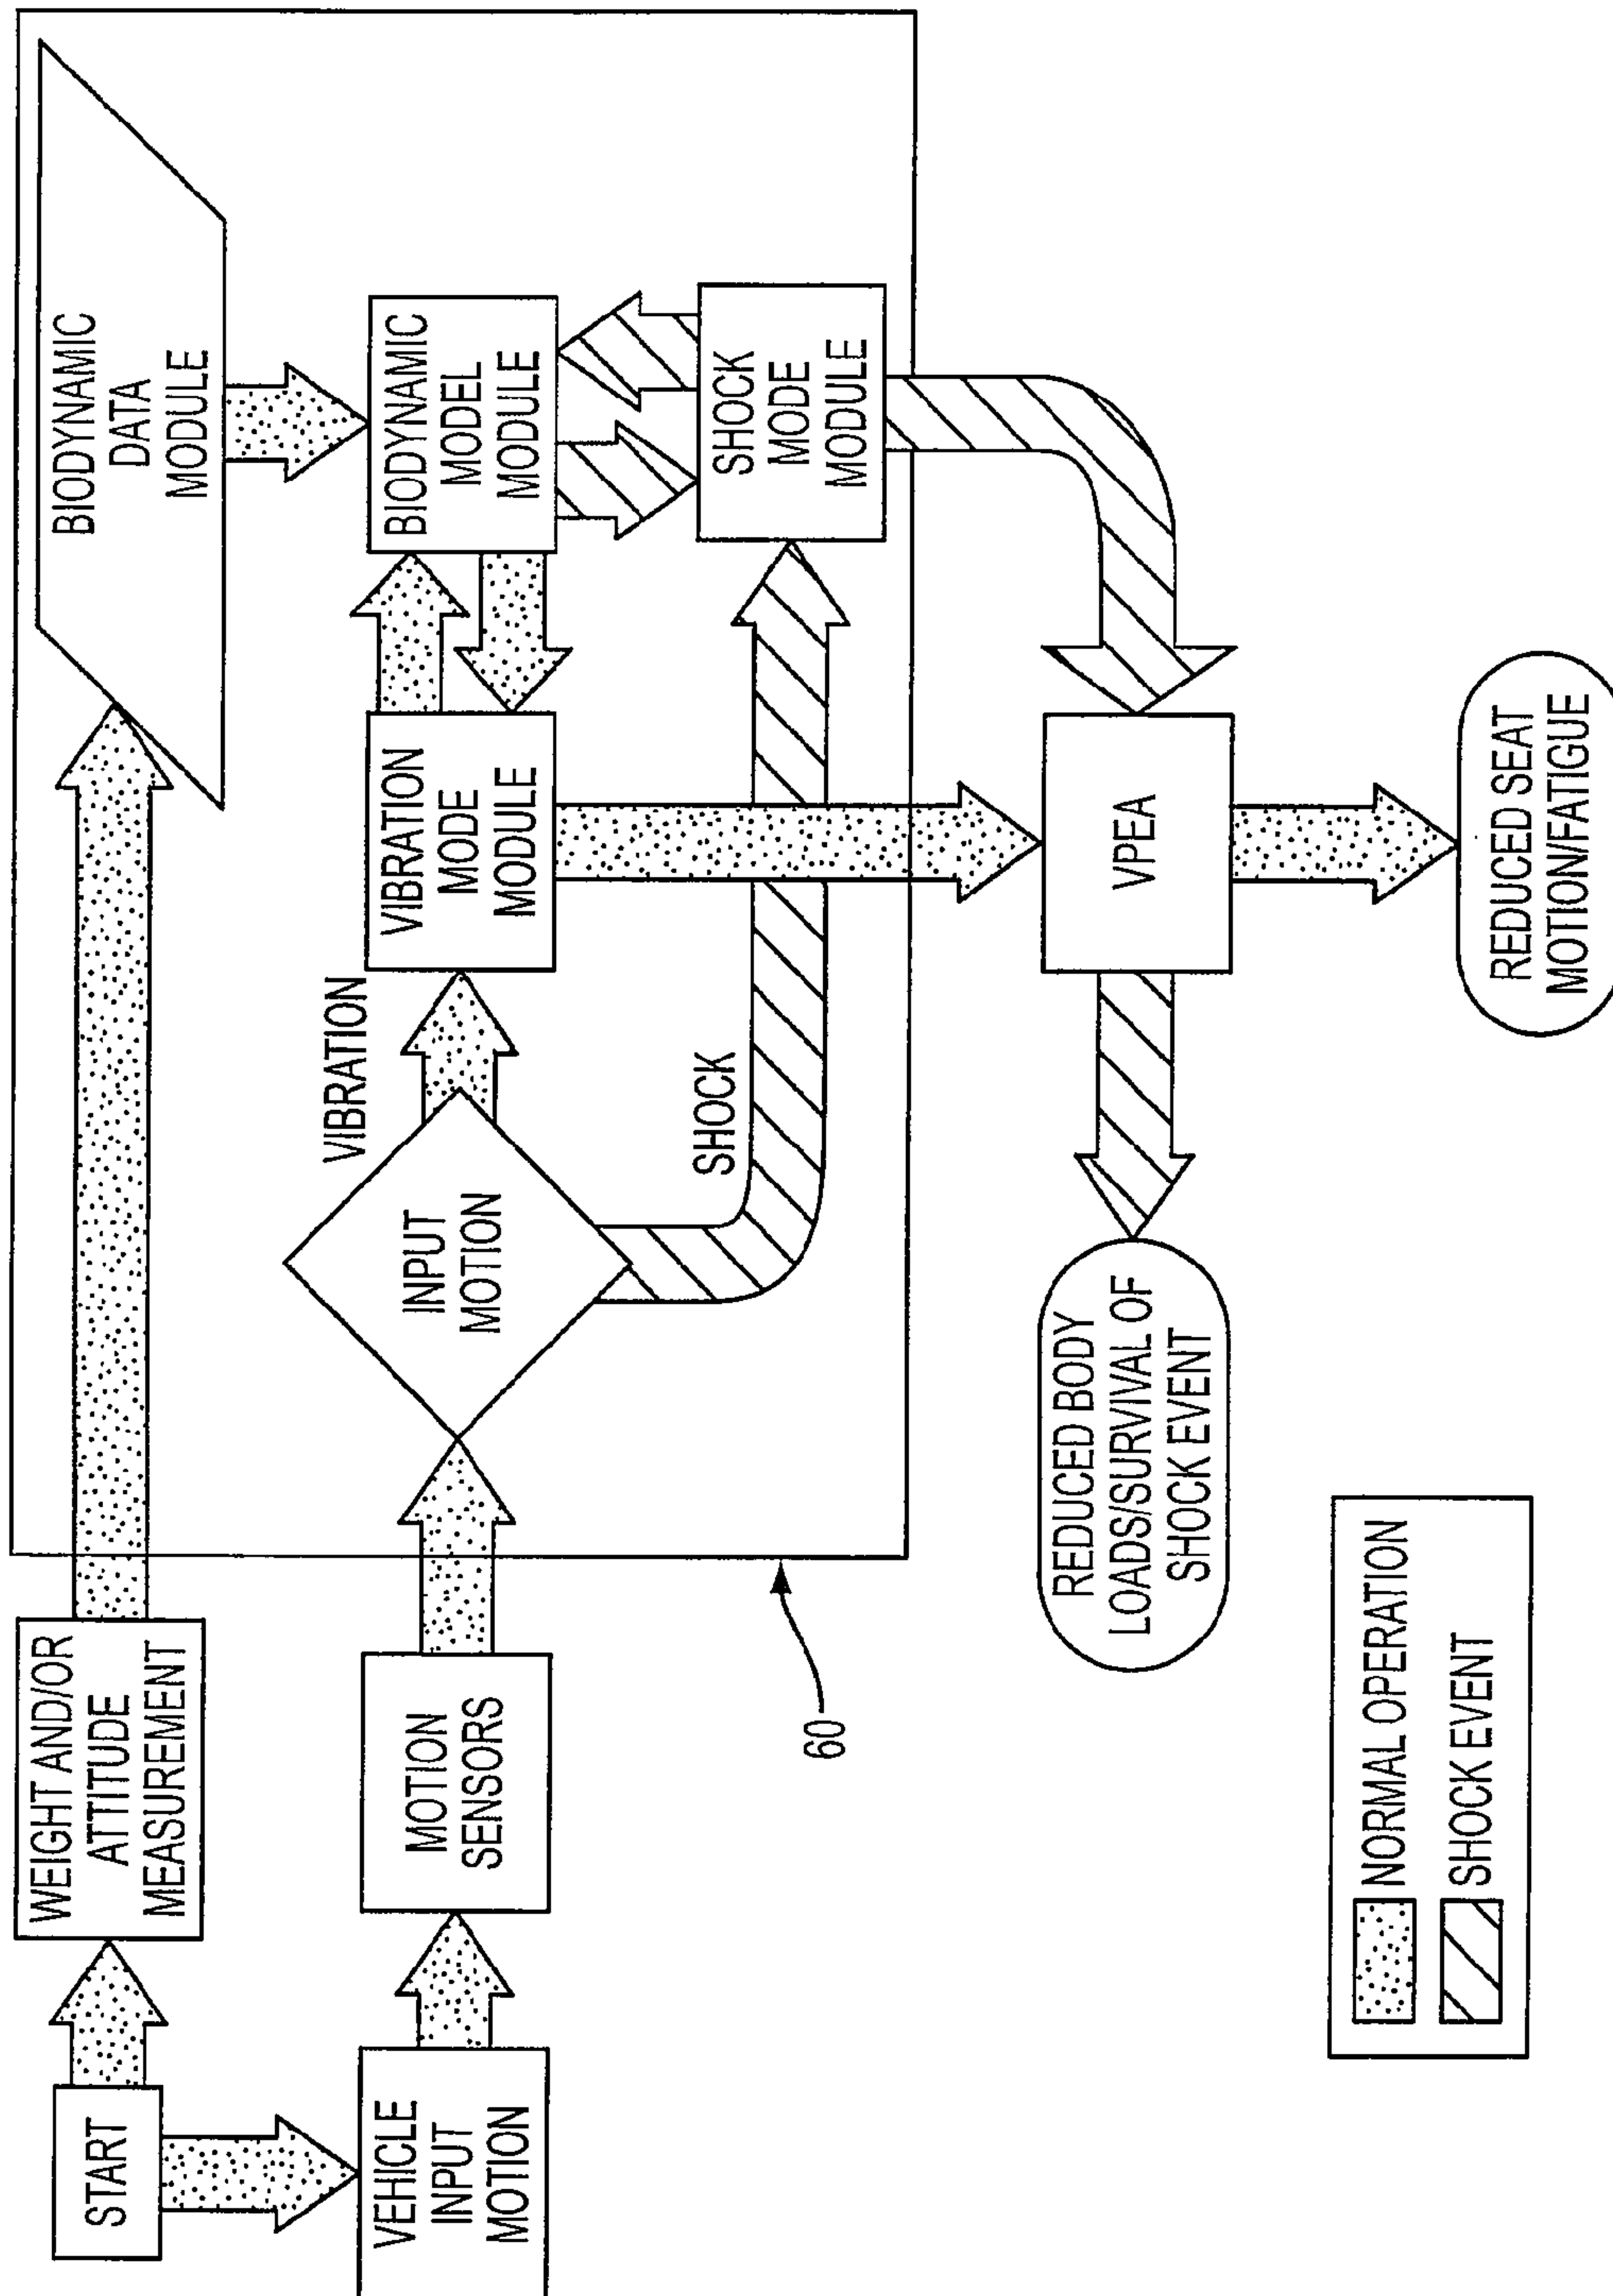 START
WEIGHT AND/OR
ATTITUDE
MEASUREMENT
BIODYNAMIC
DATA
MODULE
VEHICLE
INPUT
MOTION
MOTION
SENSORS
INPUT
MOTION
VIBRATION
VIBRATION
MODE
MODULE
BIODYNAMIC
MODEL
MODULE
SHOCK
SHOCK
MODE
MODULE
60
REDUCED BODY
LOADS/SURVIVAL OF
SHOCK EVENT
VPEA
REDUCED SEAT
MOTION/FATIGUE
NORMAL OPERATION
SHOCK EVENT